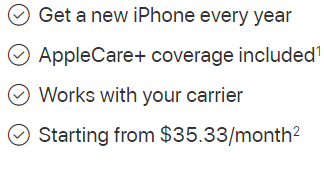 Get a new iPhone every year
AppleCare+ coverage included¹
Works with your carrier
Starting from $35.33/month²